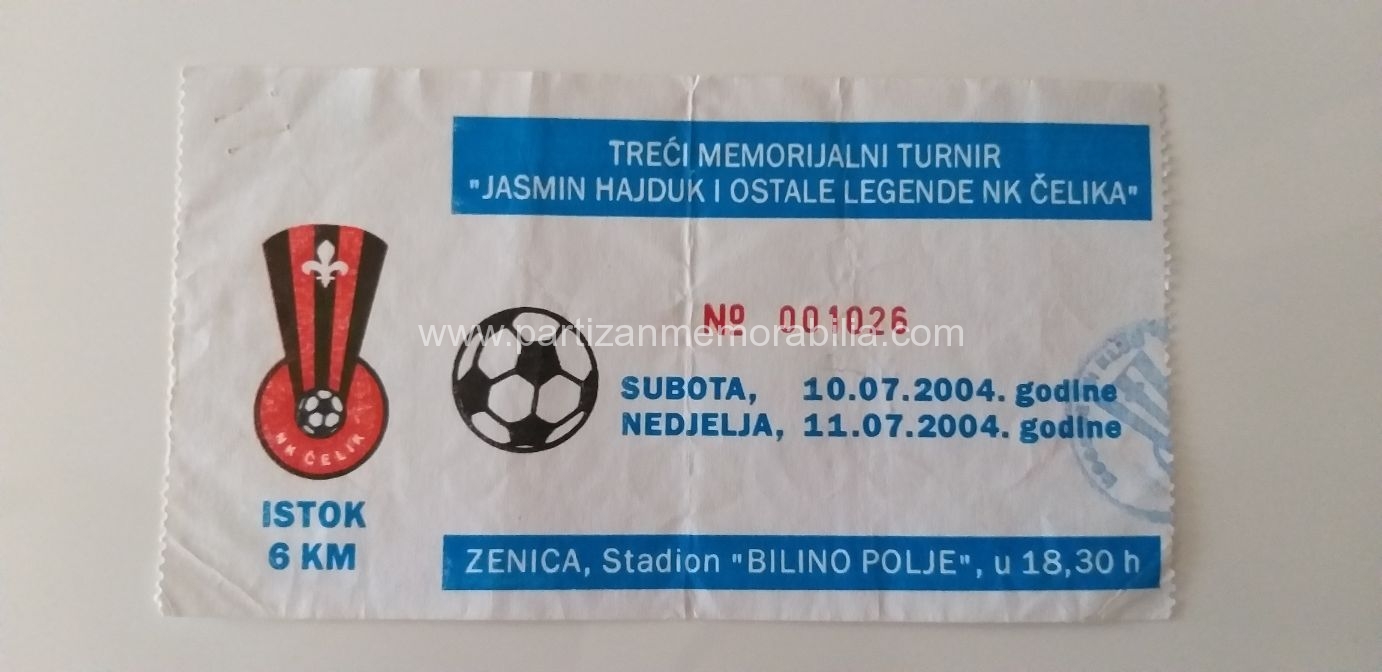 TREĆI MEMORIJALNI TURNIR
"JASMIN HAJDUK I OSTALE LEGENDE NK ČELIKA"
Nº 001026
www.partizanmemorabilia.com
SUBOTA, 10.07.2004. godine
NEDJELJA, 11.07.2004. godine
NK ČELIK
ISTOK
6 KM
ZENICA, Stadion "BILINO POLJE", u 18,30 h